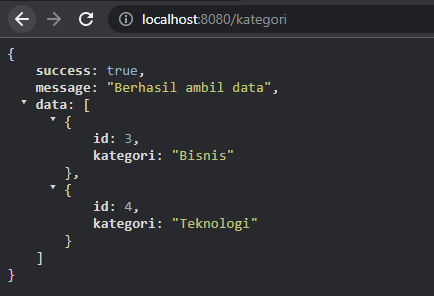 localhost:8080/kategori
{
success: true,
message: "Berhasil ambil data",
data: [
{
id: 3,
kategori: "Bisnis"
},
{
id: 4,
kategori: "Teknologi"
}
]
}